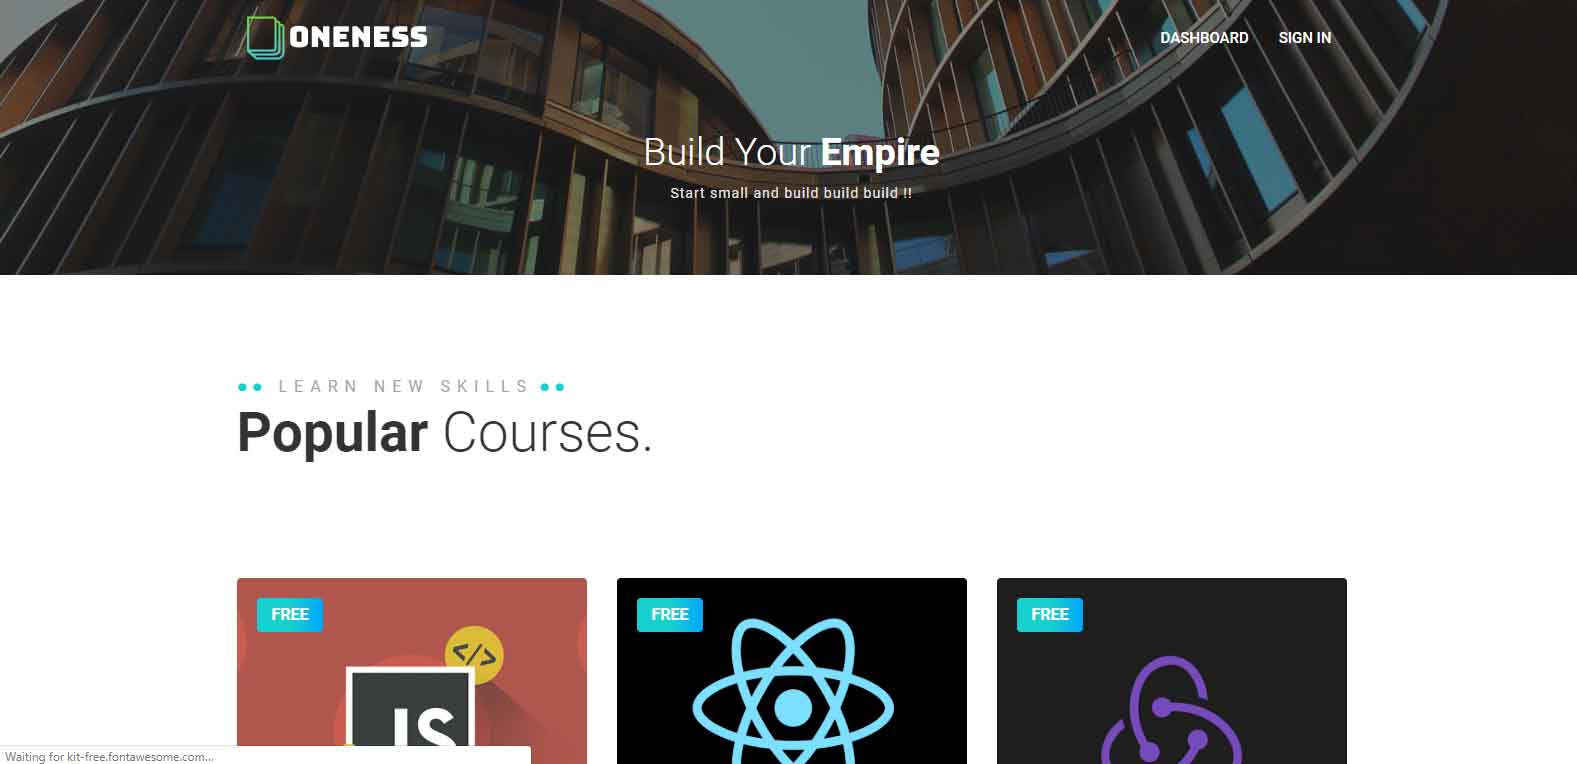 ONENESS
DASHBOARD SIGN IN
Build Your Empire
Start small and build build build !!
LEARN NEW SKILLS
Popular Courses.
FREE FREE FREE
</>
JS
Waiting for kit-free.fontawesome.com...